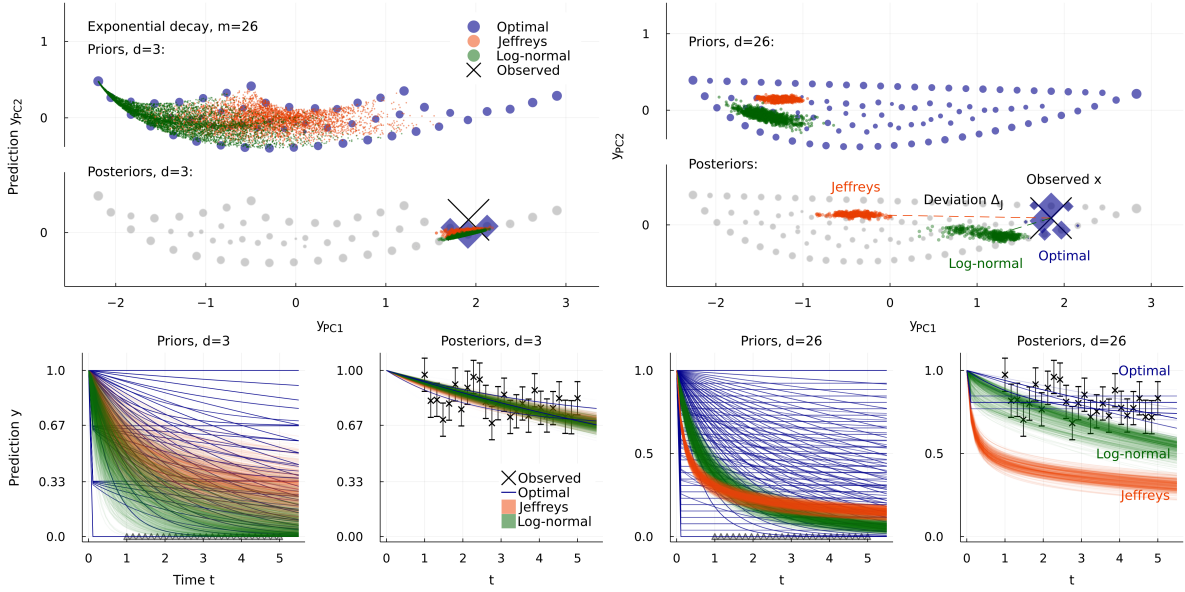 Exponential decay, m=26
Priors, d=3:
Optimal
Jeffreys
Log-normal
Observed
1
0
Prediction yPC2
Posteriors, d=3:
0
−2
−1
0
1
2
3
yPC1
Priors, d=26:
1
0
yPC2
Posteriors:
Jeffreys
Deviation ΔJ
Observed x
Log-normal
Optimal
0
−2
−1
0
1
2
3
yPC1
Priors, d=3
1.0
0.67
0.33
0.0
Prediction y
0
1
2
3
4
5
Time t
Posteriors, d=3
1.00
0.67
0.33
0.00
Observed
Optimal
Jeffreys
Log-normal
0
1
2
3
4
5
t
Priors, d=26
1.0
0.5
0.0
0
1
2
3
4
5
t
Posteriors, d=26
1.0
0.5
0.0
Optimal
Log-normal
Jeffreys
0
1
2
3
4
5
t